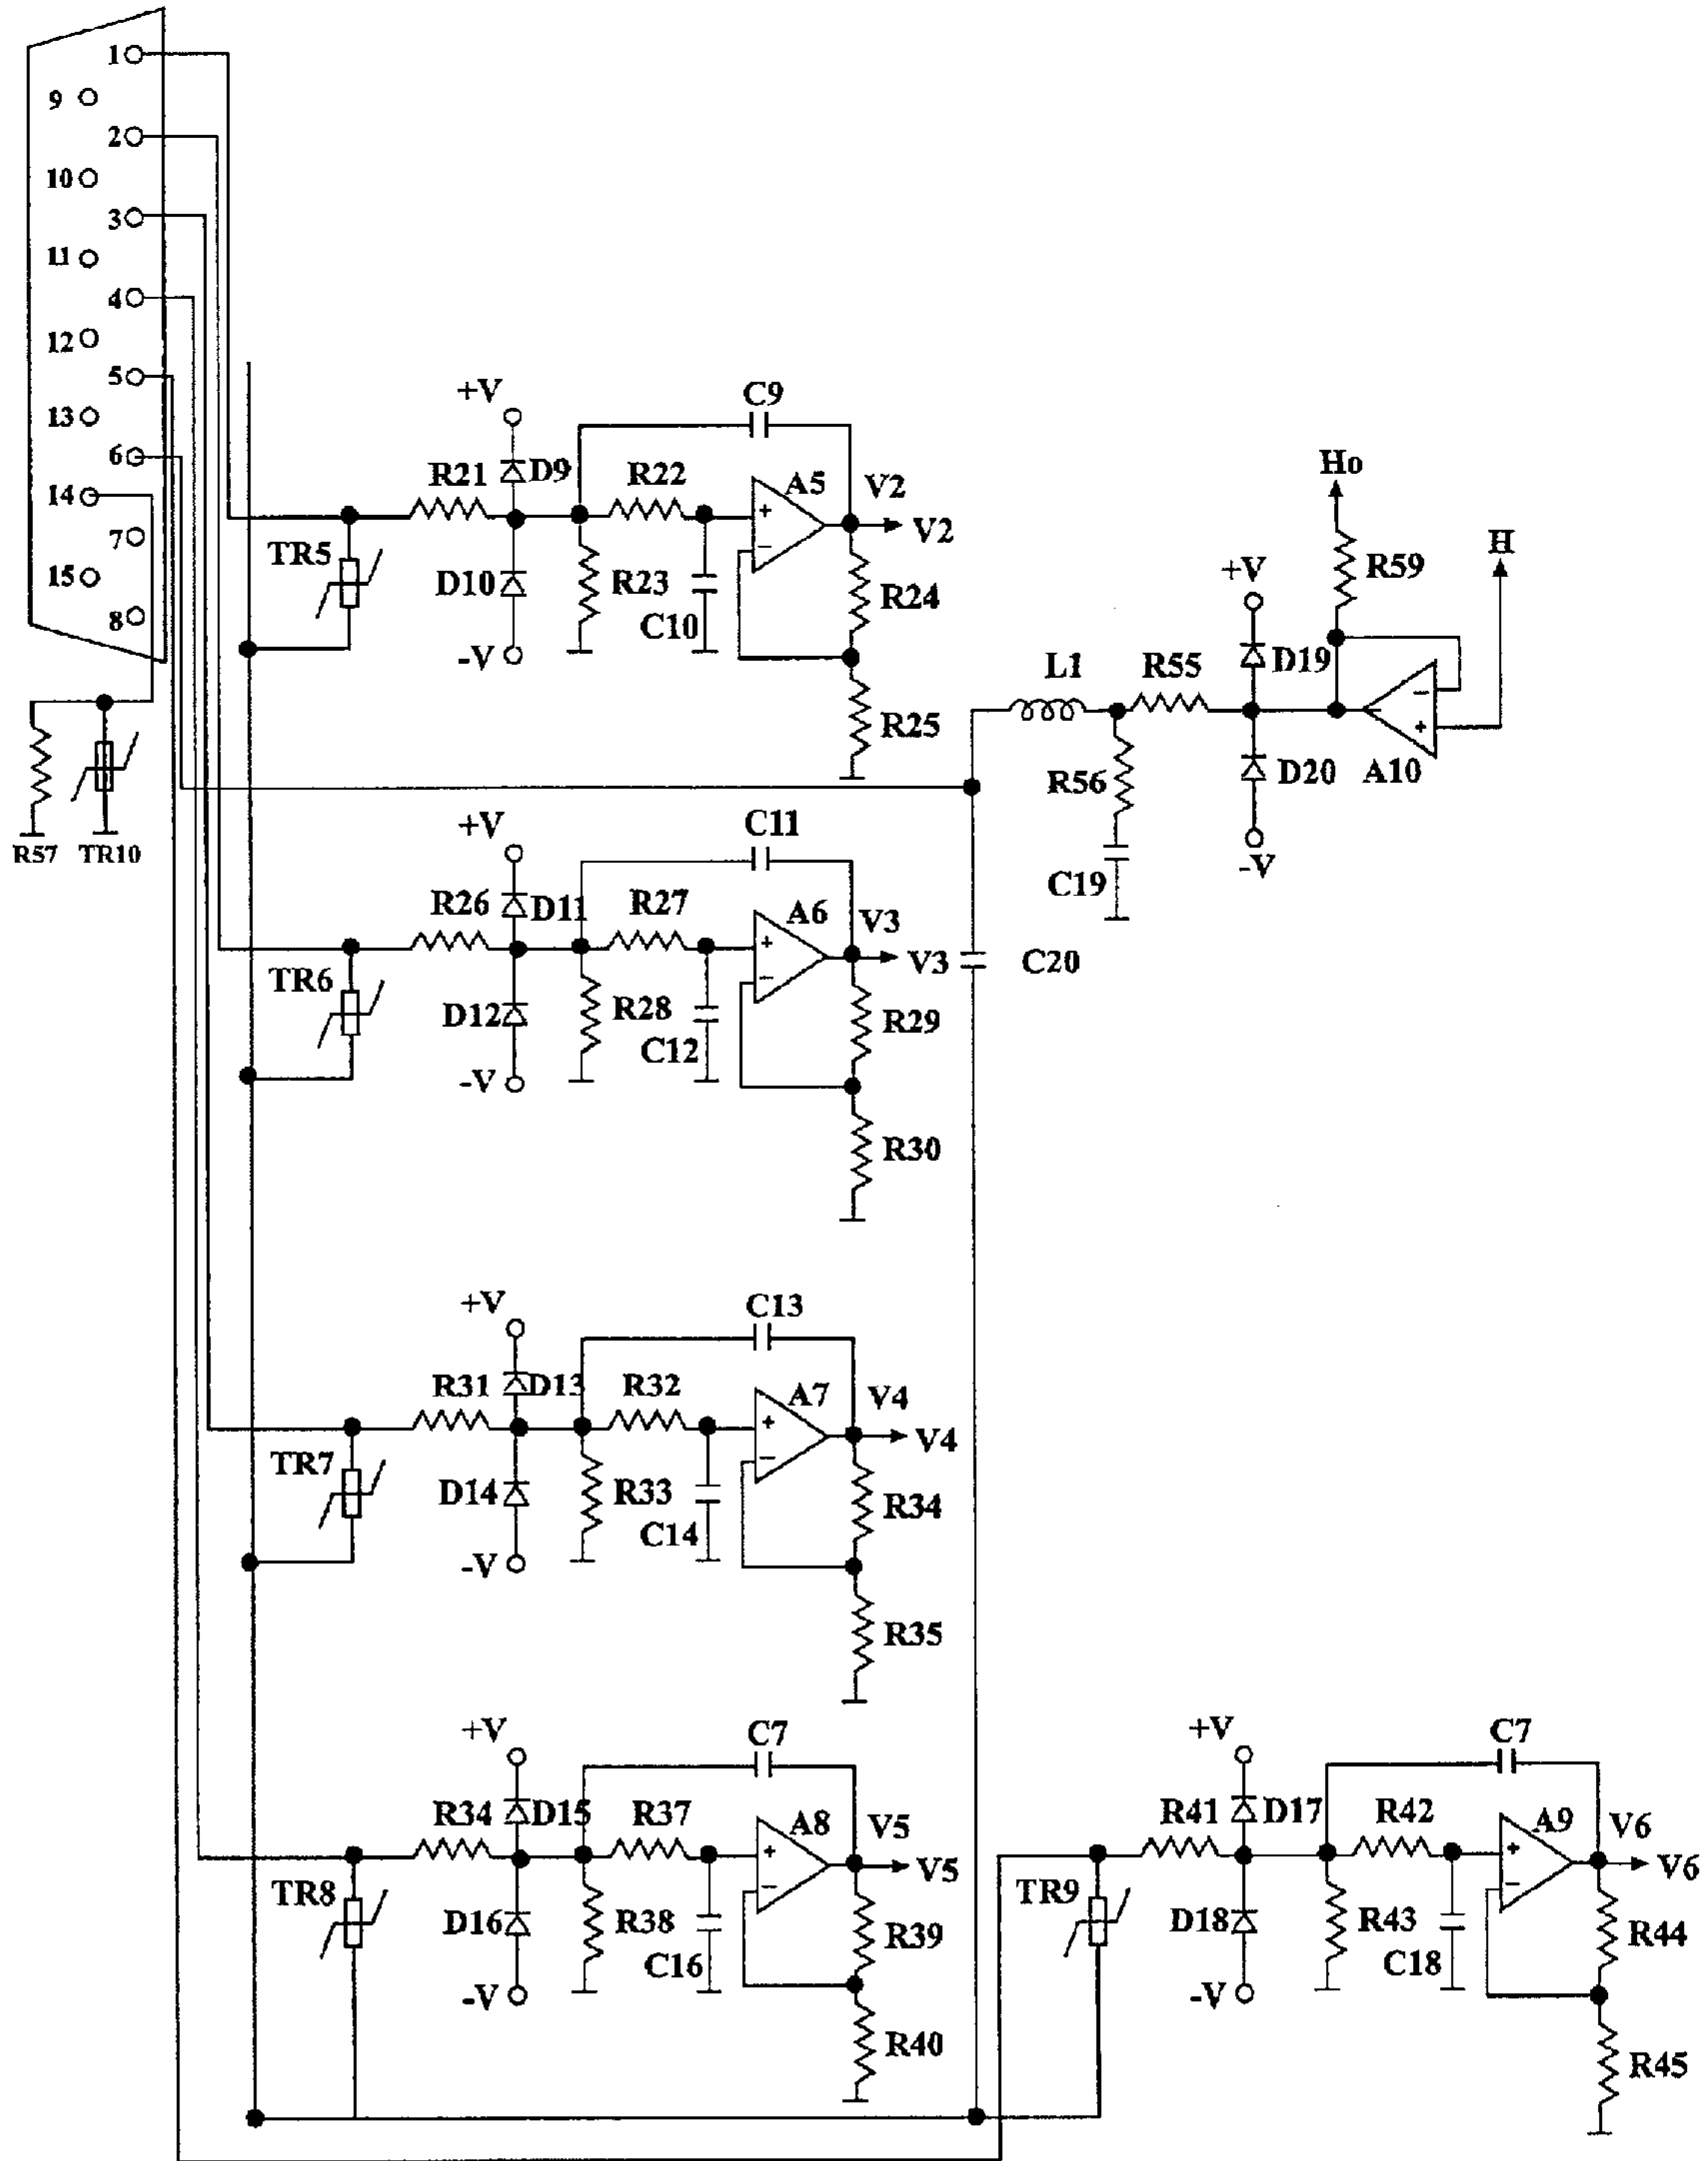 1
9
2
10
3
11
4
12
5
13
6
14
7
15
8
R57 TR10
+V
C9
R21 D9 R22 A5 V2
V2
TR5
D10 R23 C10 R24
-V
R25
Ho
H
+V
R59
L1 R55 D19
R56 D20 A10
C19
-V
+V
C11
R26 D11 R27 A6 V3
V3 C20
TR6
D12 R28 C12 R29
-V
R30
+V
C13
R31 D13 R32 A7 V4
V4
TR7
D14 R33 C14 R34
-V
R35
+V
C7
R34 D15 R37 A8 V5
V5
TR8
D16 R38 C16 R39
-V
R40
+V
C7
R41 D17 R42 A9 V6
V6
TR9
D18 R43 C18 R44
-V
R45
+
−
+
−
+
−
+
−
+
−
−
+